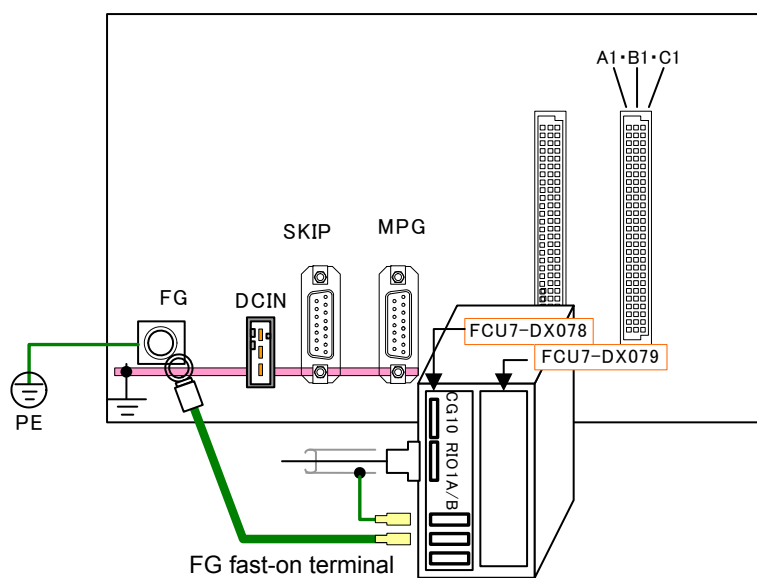 A1・B1・C1
SKIP
MPG
FG
DCIN
FCU7-DX078
FCU7-DX079
PE
CG10 RIO1A/B
FG fast-on terminal